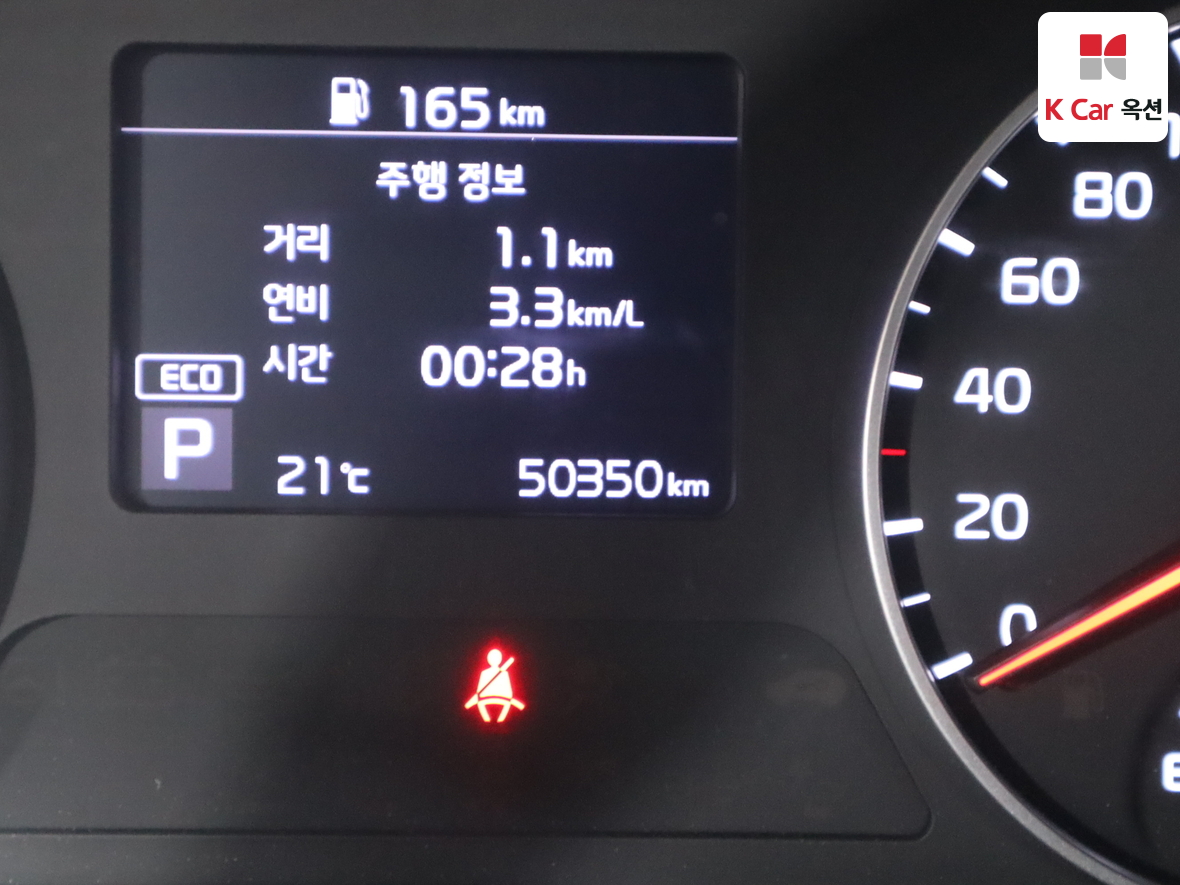 165 km
주행 정보
거리 1.1 km
연비 3.3 km/L
시간 00:28 h
ECO
P
21℃ 50350 km
K Car 옥션
80
60
40
20
0